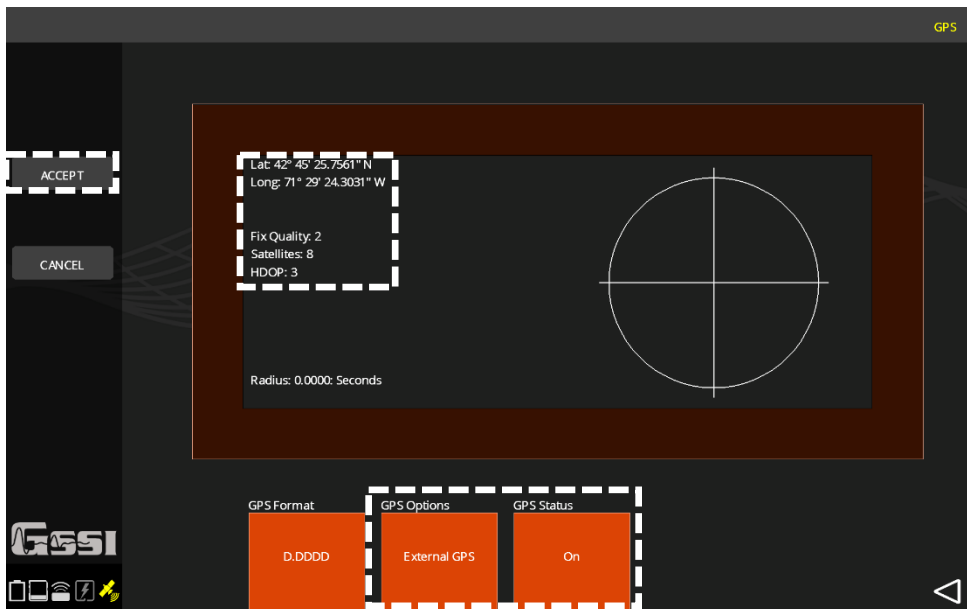 GPS
ACCEPT
CANCEL
Lat: 42° 45' 25.7561" N
Long: 71° 29' 24.3031" W
Fix Quality: 2
Satellites: 8
HDOP: 3
Radius: 0.0000: Seconds
GPS Format
GPS Options
GPS Status
D.DDDD
External GPS
On
GSSI